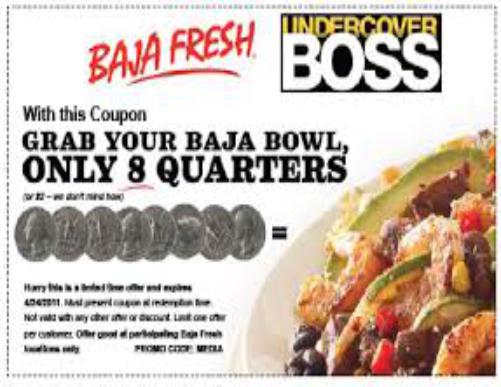 BAJA FRESH.
UNDERCOVER
BOSS
With this Coupon
GRAB YOUR BAJA BOWL,
ONLY 8 QUARTERS
(or $2 – we don't mind how)
=
Hurry this is a limited time offer and expires
4/24/2011. Must present coupon at redemption time.
Not valid with any other offer or discount. Limit one offer
per customer. Offer good at participating Baja Fresh
locations only. PROMO CODE: MEDIA